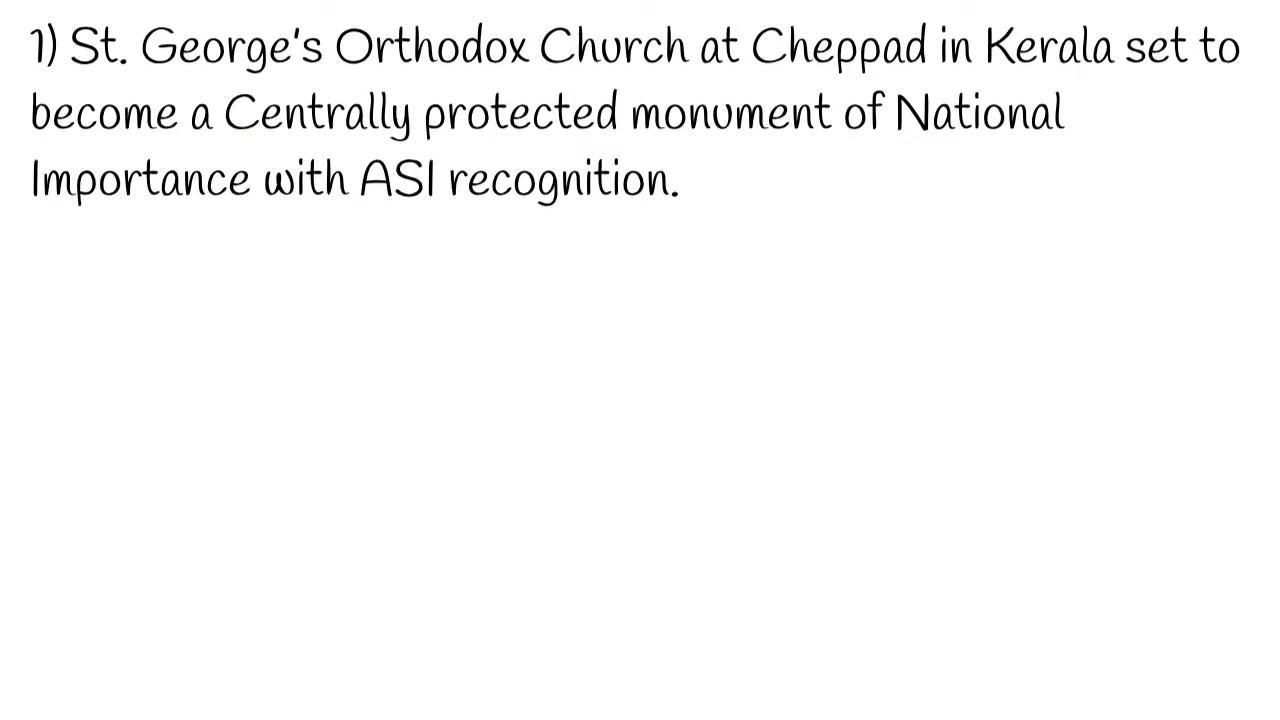 1) St. George's Orthodox Church at Cheppad in Kerala set to
become a Centrally protected monument of National
Importance with ASI recognition.